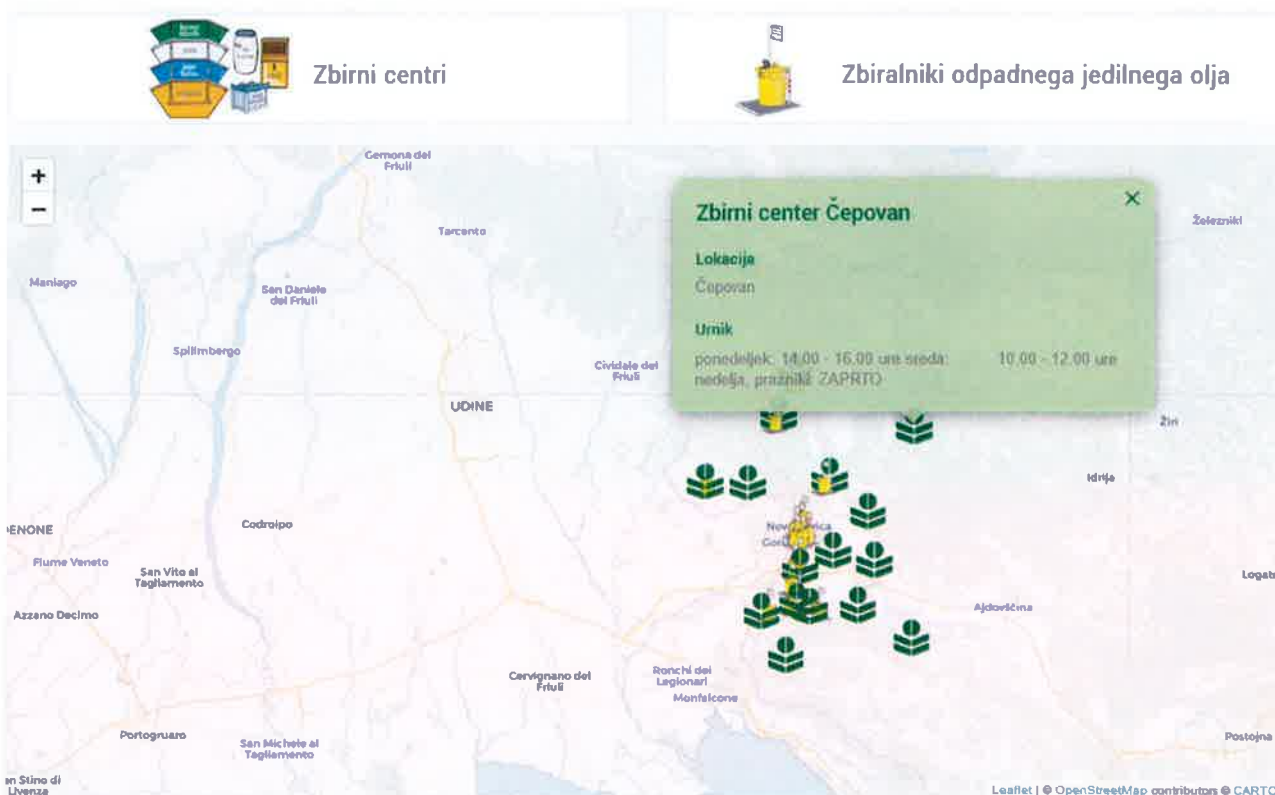 Zbirni centri
Zbiralniki odpadnega jedilnega olja
+
−
Gemona del
Friuli
Zbirni center Čepovan
×
Železniki
Tarcento
Lokacija
Čepovan
Maniago
San Daniele
del Friuli
Urnik
Spilimbergo
ponedeljek: 14.00 - 16.00 ure sreda: 10.00 - 12.00 ure
nedelja, prazniki: ZAPRTO
Cividale del
Friuli
UDINE
Žiri
Idrija
Codroipo
ENONE
Fiume Veneto
San Vito al
Tagliamento
Logat
Azzano Decimo
Ajdovščina
Cervignano del
Friuli
Ronchi dei
Legionari
Monfalcone
Portogruaro
San Michele al
Tagliamento
Postojna
n Stino di
Livenza
Leaflet | © OpenStreetMap contributors © CARTO